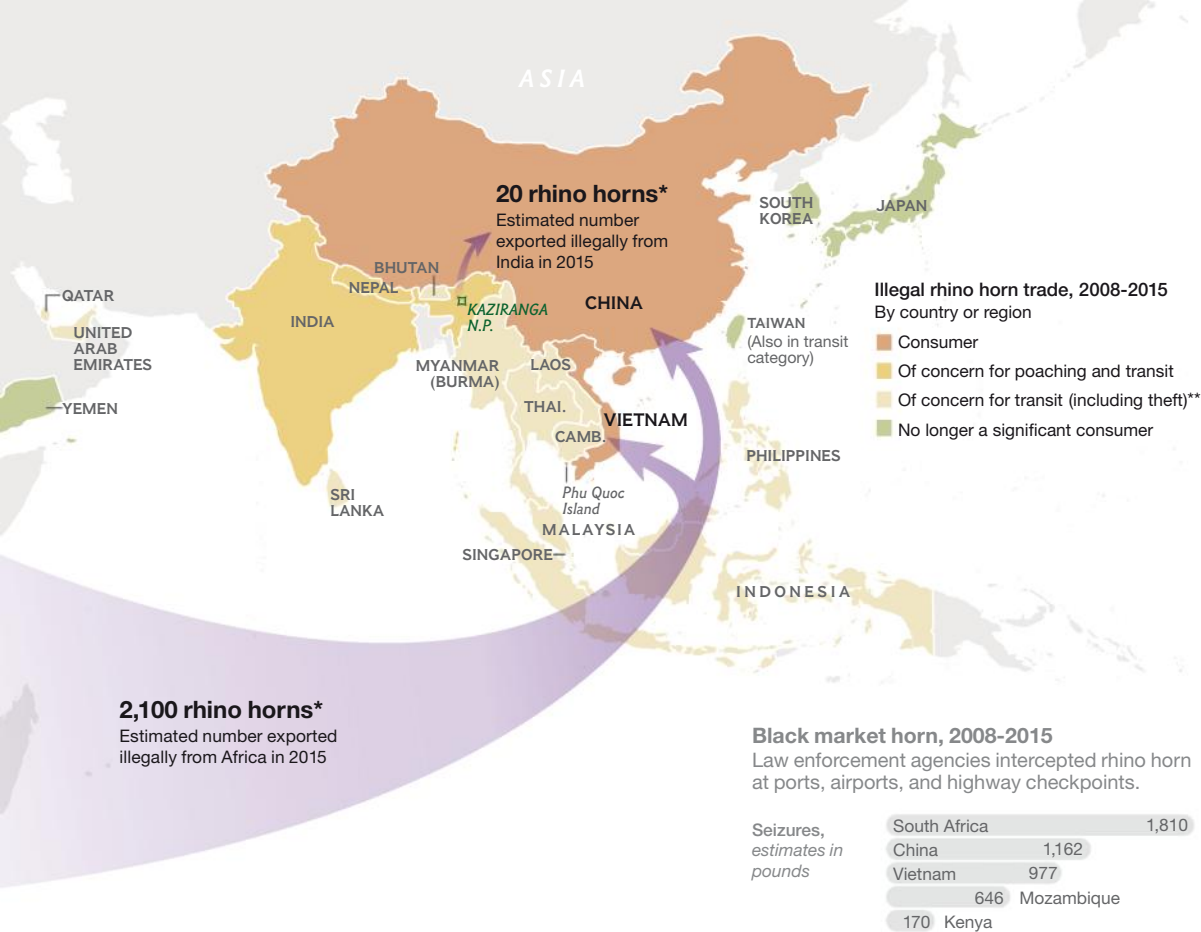 ASIA
20 rhino horns*
Estimated number
exported illegally from
India in 2015
SOUTH
KOREA
JAPAN
BHUTAN
NEPAL
QATAR
KAZIRANGA
N.P.
CHINA
INDIA
UNITED
ARAB
EMIRATES
Illegal rhino horn trade, 2008-2015
By country or region
Consumer
Of concern for poaching and transit
Of concern for transit (including theft)**
No longer a significant consumer
TAIWAN
(Also in transit
category)
MYANMAR
(BURMA)
LAOS
YEMEN
THAI.
VIETNAM
CAMB.
PHILIPPINES
SRI
LANKA
Phu Quoc
Island
MALAYSIA
SINGAPORE
INDONESIA
2,100 rhino horns*
Estimated number exported
illegally from Africa in 2015
Black market horn, 2008-2015
Law enforcement agencies intercepted rhino horn
at ports, airports, and highway checkpoints.
Seizures,
estimates in
pounds
South Africa 1,810
China 1,162
Vietnam 977
646 Mozambique
170 Kenya